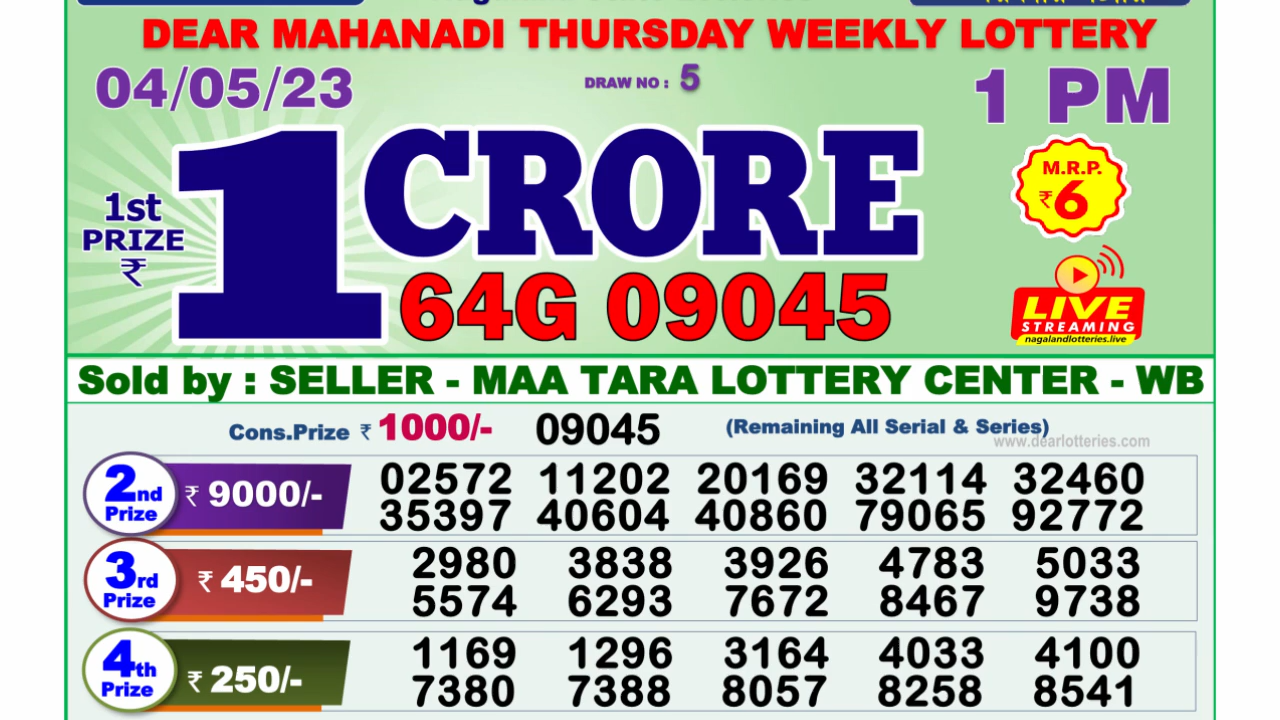 DEAR MAHANADI THURSDAY WEEKLY LOTTERY
04/05/23
DRAW NO : 5
1 PM
1st PRIZE ₹
1 CRORE
64G 09045
M.R.P.
₹6
LIVE
STREAMING
nagalandlotteries.live
Sold by : SELLER - MAA TARA LOTTERY CENTER - WB
Cons.Prize ₹ 1000/- 09045 (Remaining All Serial & Series)
www.dearlotteries.com
2nd Prize ₹ 9000/-
02572 11202 20169 32114 32460
35397 40604 40860 79065 92772
3rd Prize ₹ 450/-
2980 3838 3926 4783 5033
5574 6293 7672 8467 9738
4th Prize ₹ 250/-
1169 1296 3164 4033 4100
7380 7388 8057 8258 8541